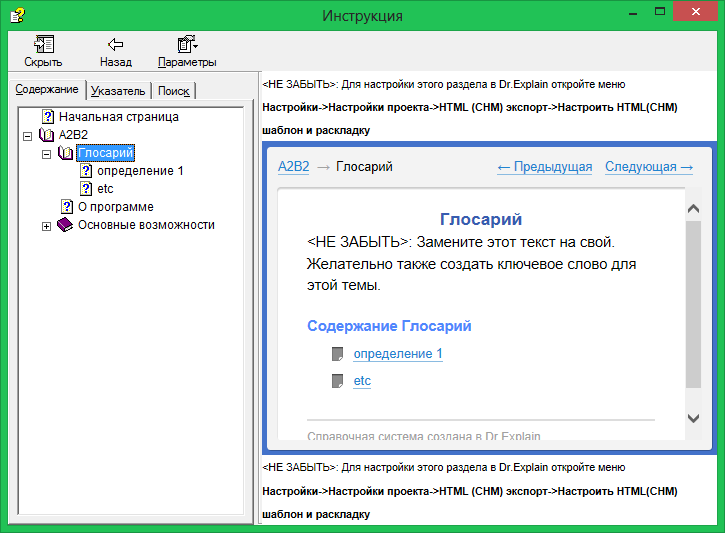 Инструкция
Скрыть
Назад
Параметры
Содержание
Указатель
Поиск
Начальная страница
A2B2
Глосарий
определение 1
etc
О программе
Основные возможности
<НЕ ЗАБЫТЬ>: Для настройки этого раздела в Dr.Explain откройте меню
Настройки->Настройки проекта->HTML (CHM) экспорт->Настроить HTML(CHM)
шаблон и раскладку
A2B2 → Глосарий
← Предыдущая Следующая →
Глосарий
<НЕ ЗАБЫТЬ>: Замените этот текст на свой.
Желательно также создать ключевое слово для
этой темы.
Содержание Глосарий
определение 1
etc
Справочная система создана в Dr.Explain
<НЕ ЗАБЫТЬ>: Для настройки этого раздела в Dr.Explain откройте меню
Настройки->Настройки проекта->HTML (CHM) экспорт->Настроить HTML(CHM)
шаблон и раскладку